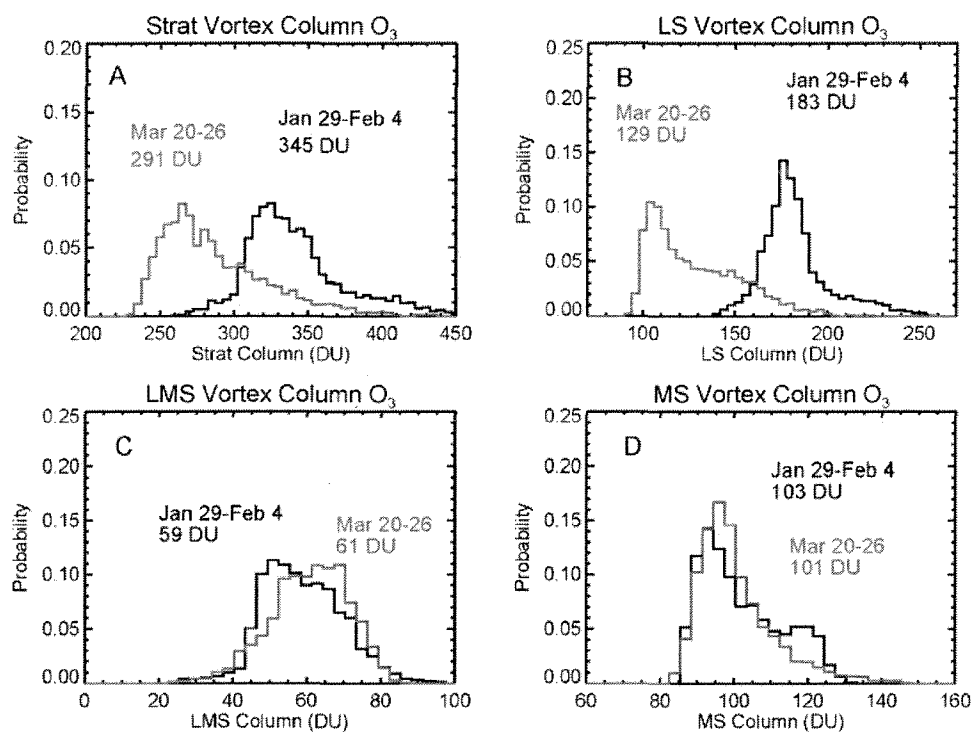 Strat Vortex Column O3
0.20
0.15
0.10
0.05
0.00
Probability
A
Jan 29-Feb 4
345 DU
Mar 20-26
291 DU
200 250 300 350 400 450
Strat Column (DU)
LS Vortex Column O3
0.25
0.20
0.15
0.10
0.05
0.00
Probability
B
Jan 29-Feb 4
183 DU
Mar 20-26
129 DU
100 150 200 250
LS Column (DU)
LMS Vortex Column O3
0.25
0.20
0.15
0.10
0.05
0.00
Probability
C
Jan 29-Feb 4
59 DU
Mar 20-26
61 DU
0 20 40 60 80 100
LMS Column (DU)
MS Vortex Column O3
0.25
0.20
0.15
0.10
0.05
0.00
Probability
D
Jan 29-Feb 4
103 DU
Mar 20-26
101 DU
60 80 100 120 140 160
MS Column (DU)